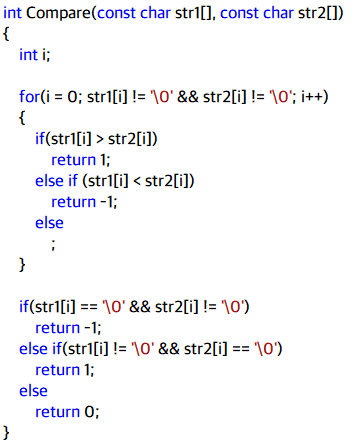 int Compare(const char str1[], const char str2[])
{
int i;
for(i = 0; str1[i] != '\0' && str2[i] != '\0'; i++)
{
if(str1[i] > str2[i])
return 1;
else if (str1[i] < str2[i])
return -1;
else
;
}
if(str1[i] == '\0' && str2[i] != '\0')
return -1;
else if(str1[i] != '\0' && str2[i] == '\0')
return 1;
else
return 0;
}